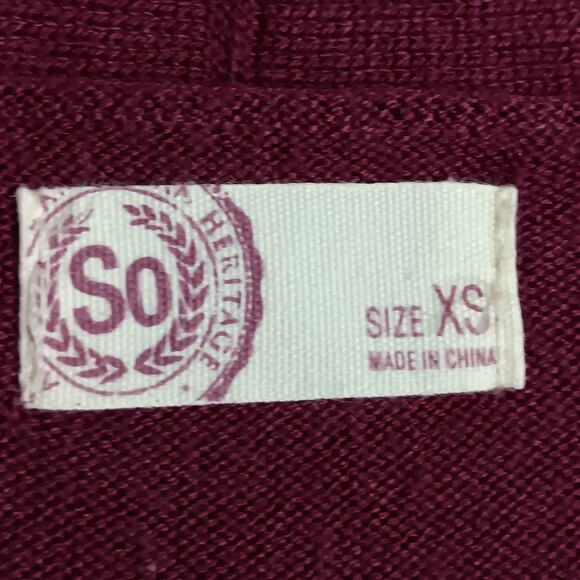 So
HERITAGE
SIZE XS
MADE IN CHINA